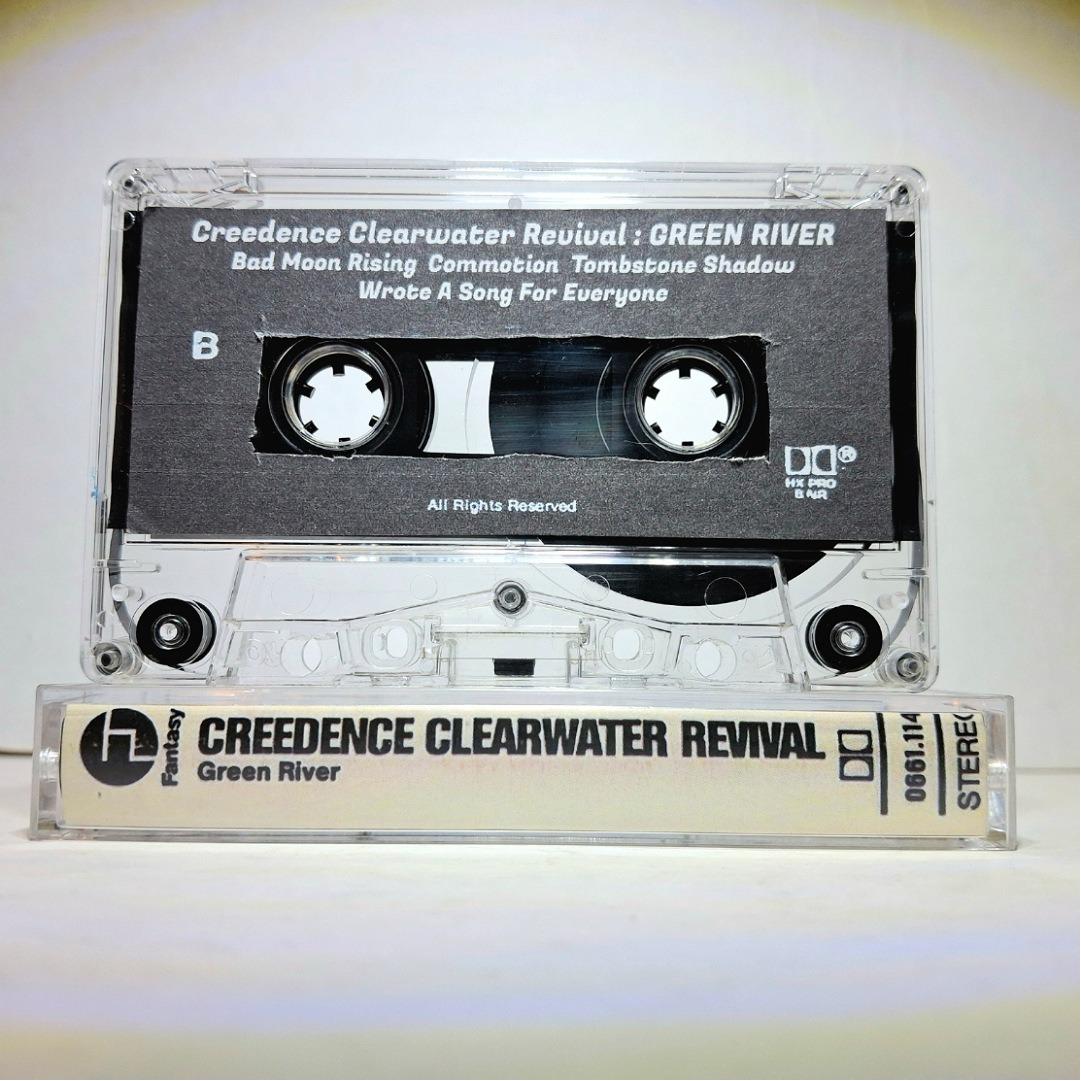 Creedence Clearwater Revival : GREEN RIVER
Bad Moon Rising Commotion Tombstone Shadow
Wrote A Song For Everyone
B
®
HX PRO
B NR
All Rights Reserved
Fantasy
CREEDENCE CLEARWATER REVIVAL
Green River
0661.114
STEREO